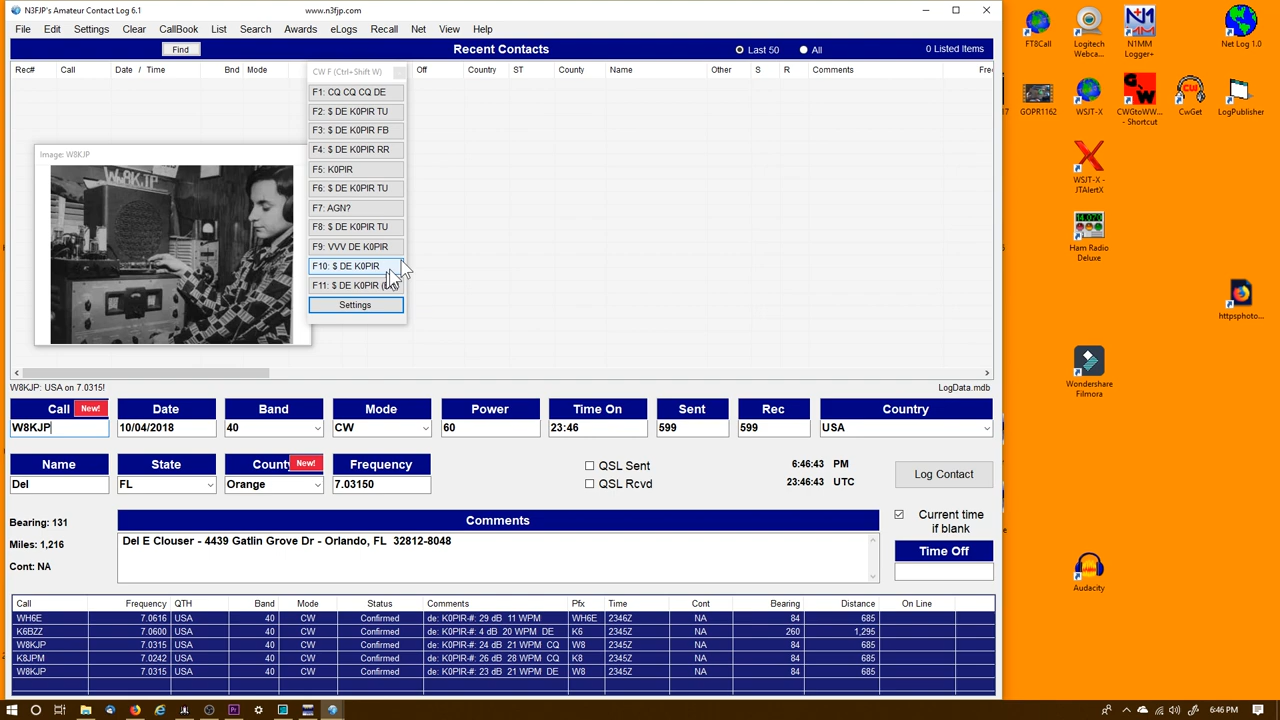 N3FJP's Amateur Contact Log 6.1
www.n3fjp.com
File Edit Settings Clear CallBook List Search Awards eLogs Recall Net View Help
Find
Recent Contacts
Last 50
All
0 Listed Items
Rec# Call Date / Time Bnd Mode
Off Country ST County Name Other S R Comments Fre
CW F (Ctrl+Shift W)
F1: CQ CQ CQ DE
F2: $ DE K0PIR TU
F3: $ DE K0PIR FB
F4: $ DE K0PIR RR
F5: K0PIR
F6: $ DE K0PIR TU
F7: AGN?
F8: $ DE K0PIR TU
F9: VVV DE K0PIR
F10: $ DE K0PIR
F11: $ DE K0PIR
Settings
Image: W8KJP
W8KJP
W8KJP: USA on 7.0315!
LogData.mdb
Call New! Date Band Mode Power Time On Sent Rec Country
W8KJP 10/04/2018 40 CW 60 23:46 599 599 USA
Name State County New! Frequency
Del FL Orange 7.03150
QSL Sent
QSL Rcvd
6:46:43 PM
23:46:43 UTC
Log Contact
Bearing: 131
Miles: 1,216
Cont: NA
Comments
Del E Clouser - 4439 Gatlin Grove Dr - Orlando, FL 32812-8048
Current time
if blank
Time Off
Call Frequency QTH Band Mode Status Comments Pfx Time Cont Bearing Distance On Line
WH6E 7.0616 USA 40 CW Confirmed de: K0PIR-#: 29 dB 11 WPM WH6E 2346Z NA 84 685
K6BZZ 7.0600 USA 40 CW Confirmed de: K0PIR-#: 4 dB 20 WPM DE K6 2345Z NA 260 1,295
W8KJP 7.0315 USA 40 CW Confirmed de: K0PIR-#: 24 dB 21 WPM CQ W8 2345Z NA 84 685
K8JPM 7.0242 USA 40 CW Confirmed de: K0PIR-#: 26 dB 28 WPM CQ K8 2345Z NA 84 685
W8KJP 7.0315 USA 40 CW Confirmed de: K0PIR-#: 23 dB 21 WPM DE W8 2345Z NA 84 685
FT8Call
Logitech
Webca...
N1MM
Logger+
Net Log 1.0
GOPR1162
WSJT-X
CWGtoWW...
- Shortcut
CwGet
LogPublisher
WSJT-X -
JTAlertX
Ham Radio
Deluxe
httpsphoto...
Wondershare
Filmora
Audacity
6:46 PM